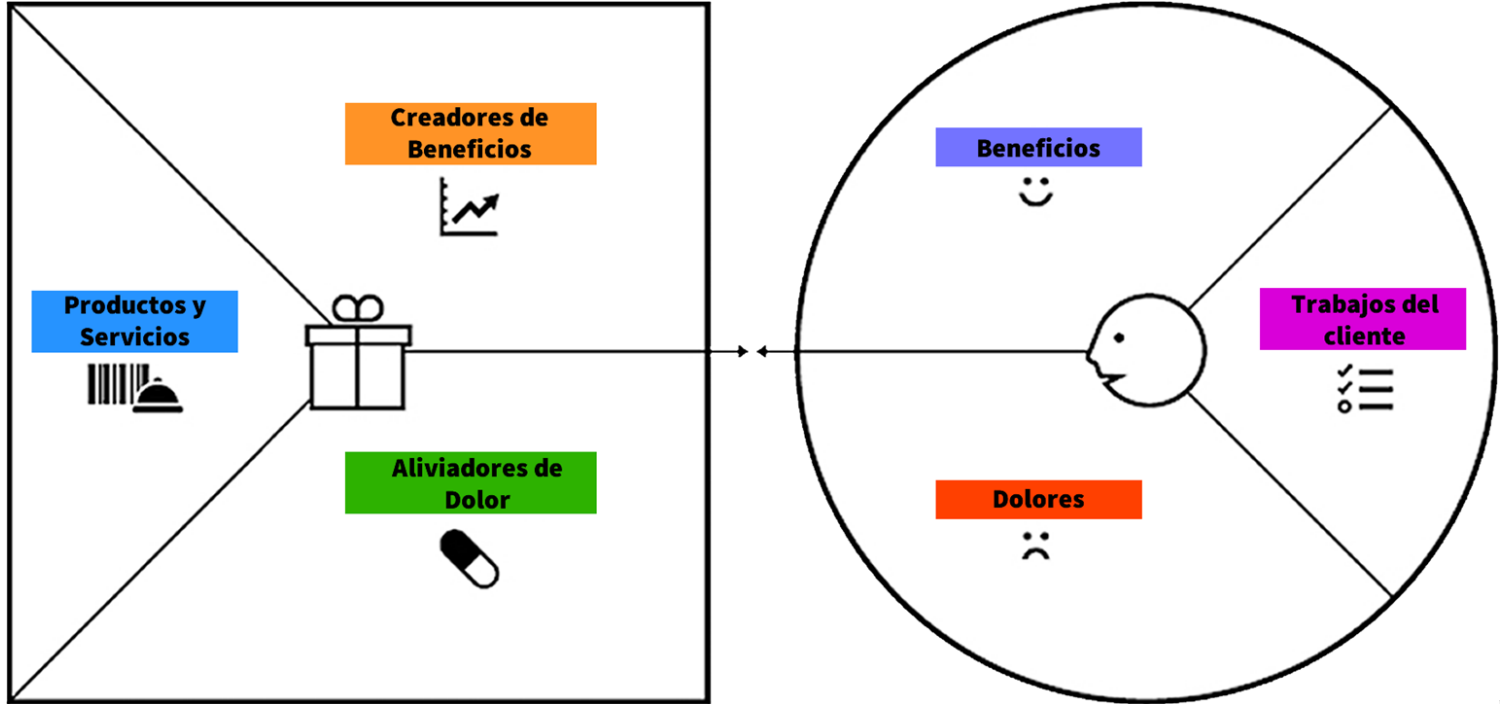 Creadores de
Beneficios
Productos y
Servicios
Aliviadores de
Dolor
Beneficios
Trabajos del
cliente
Dolores